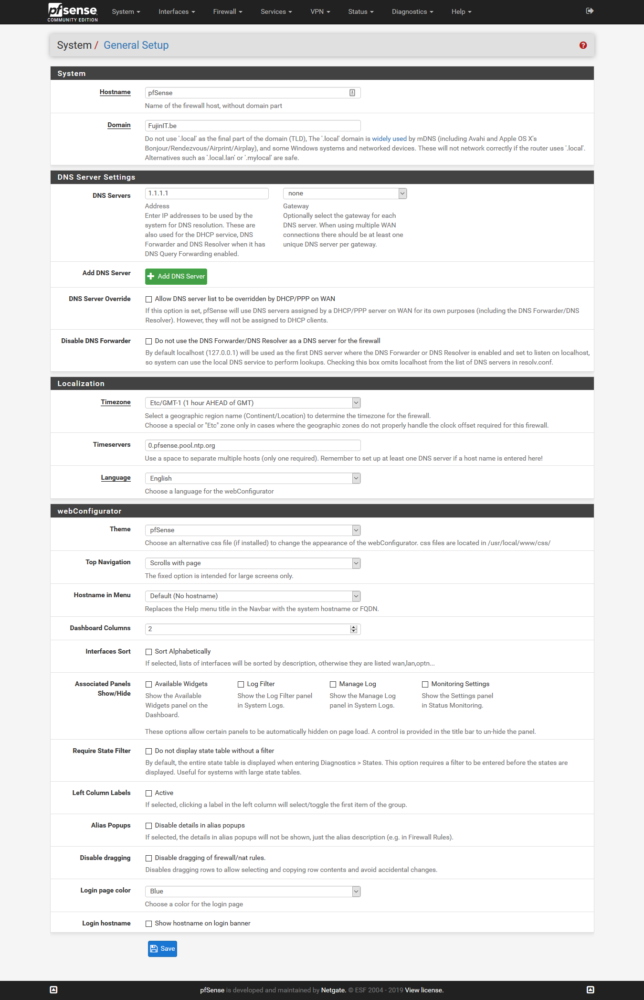 pfsense
COMMUNITY EDITION
System Interfaces Firewall Services VPN Status Diagnostics Help
System / General Setup
System
Hostname pfSense
Name of the firewall host, without domain part
Domain FujinIT.be
Do not use '.local' as the final part of the domain (TLD), The '.local' domain is widely used by mDNS (including Avahi and Apple OS X's
Bonjour/Rendezvous/Airprint/Airplay), and some Windows systems and networked devices. These will not network correctly if the router uses '.local'.
Alternatives such as '.local.lan' or '.mylocal' are safe.
DNS Server Settings
DNS Servers 1.1.1.1 none
Address
Enter IP addresses to be used by the
system for DNS resolution. These are
also used for the DHCP service, DNS
Forwarder and DNS Resolver when it has
DNS Query Forwarding enabled.
Gateway
Optionally select the gateway for each
DNS server. When using multiple WAN
connections there should be at least one
unique DNS server per gateway.
Add DNS Server Add DNS Server
DNS Server Override Allow DNS server list to be overridden by DHCP/PPP on WAN
If this option is set, pfSense will use DNS servers assigned by a DHCP/PPP server on WAN for its own purposes (including the DNS Forwarder/DNS
Resolver). However, they will not be assigned to DHCP clients.
Disable DNS Forwarder Do not use the DNS Forwarder/DNS Resolver as a DNS server for the firewall
By default localhost (127.0.0.1) will be used as the first DNS server where the DNS Forwarder or DNS Resolver is enabled and set to listen on localhost,
so system can use the local DNS service to perform lookups. Checking this box omits localhost from the list of DNS servers in resolv.conf.
Localization
Timezone Etc/GMT-1 (1 hour AHEAD of GMT)
Select a geographic region name (Continent/Location) to determine the timezone for the firewall.
Choose a special or "Etc" zone only in cases where the geographic zones do not properly handle the clock offset required for this firewall.
Timeservers 0.pfsense.pool.ntp.org
Use a space to separate multiple hosts (only one required). Remember to set up at least one DNS server if a host name is entered here!
Language English
Choose a language for the webConfigurator
webConfigurator
Theme pfSense
Choose an alternative css file (if installed) to change the appearance of the webConfigurator. css files are located in /usr/local/www/css/
Top Navigation Scrolls with page
The fixed option is intended for large screens only.
Hostname in Menu Default (No hostname)
Replaces the Help menu title in the Navbar with the system hostname or FQDN.
Dashboard Columns 2
Interfaces Sort Sort Alphabetically
If selected, lists of interfaces will be sorted by description, otherwise they are listed wan,lan,optn...
Associated Panels
Show/Hide
Available Widgets
Show the Available
Widgets panel on the
Dashboard.
Log Filter
Show the Log Filter panel
in System Logs.
Manage Log
Show the Manage Log
panel in System Logs.
Monitoring Settings
Show the Settings panel
in Status Monitoring.
These options allow certain panels to be automatically hidden on page load. A control is provided in the title bar to un-hide the panel.
Require State Filter Do not display state table without a filter
By default, the entire state table is displayed when entering Diagnostics > States. This option requires a filter to be entered before the states are
displayed. Useful for systems with large state tables.
Left Column Labels Active
If selected, clicking a label in the left column will select/toggle the first item of the group.
Alias Popups Disable details in alias popups
If selected, the details in alias popups will not be shown, just the alias description (e.g. in Firewall Rules).
Disable dragging Disable dragging of firewall/nat rules.
Disables dragging rows to allow selecting and copying row contents and avoid accidental changes.
Login page color Blue
Choose a color for the login page
Login hostname Show hostname on login banner
Save
pfSense is developed and maintained by Netgate. © ESF 2004 - 2019 View license.